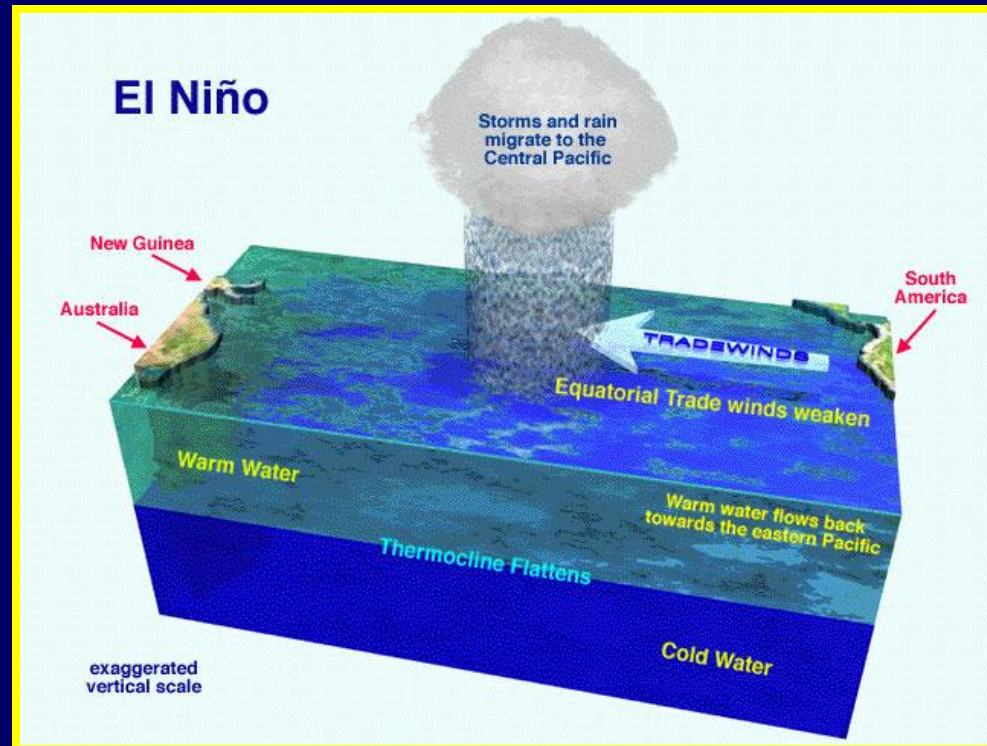 El Niño
Storms and rain
migrate to the
Central Pacific
New Guinea
Australia
South
America
TRADEWINDS
Equatorial Trade winds weaken
Warm Water
Warm water flows back
towards the eastern Pacific
Thermocline Flattens
Cold Water
exaggerated
vertical scale